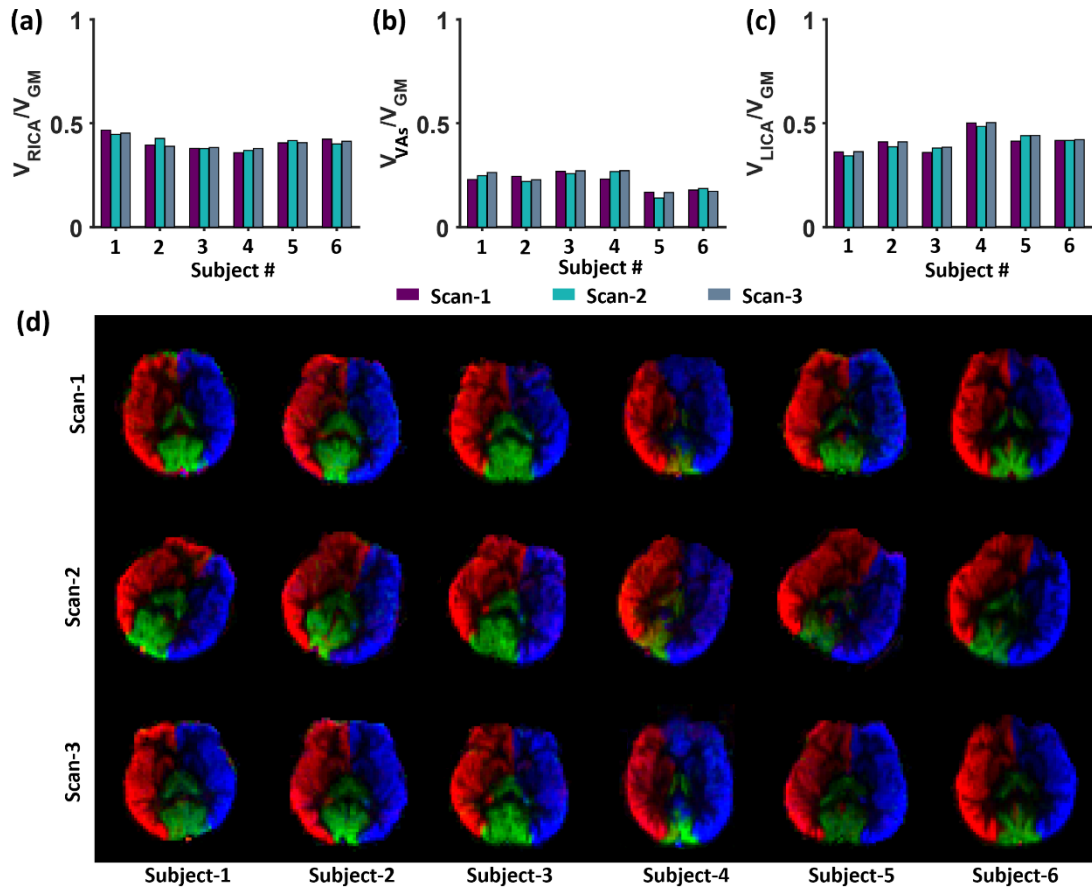 (a)
1
0.5
0
V_RICA/V_GM
1 2 3 4 5 6
Subject #
(b)
1
0.5
0
V_VAs/V_GM
1 2 3 4 5 6
Subject #
(c)
1
0.5
0
V_LICA/V_GM
1 2 3 4 5 6
Subject #
Scan-1 Scan-2 Scan-3
(d)
Scan-1
Scan-2
Scan-3
Subject-1 Subject-2 Subject-3 Subject-4 Subject-5 Subject-6